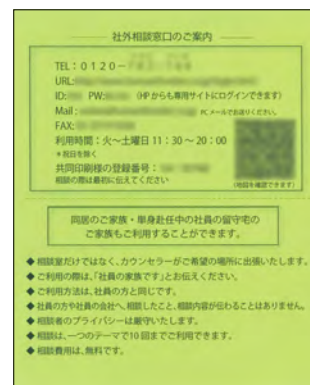 社外相談窓口のご案内
TEL：0120-
URL:
ID: PW: （HPからも専用サイトにログインできます）
Mail： PCメールでお送りください。
FAX:
利用時間：火～土曜日 11：30～20：00
＊祝日を除く
共同印刷様の登録番号：
相談の際は最初に伝えてください
（地図を確認できます）
同居のご家族・単身赴任中の社員の留守宅の
ご家族もご利用することができます。
◆相談室だけではなく、カウンセラーがご希望の場所に出張いたします。
◆ご利用の際は、「社員の家族です」とお伝えください。
◆ご利用方法は、社員の方と同じです。
◆社員の方や社員の会社へ、相談したこと、相談内容が伝わることはありません。
◆相談者のプライバシーは厳守いたします。
◆相談は、一つのテーマで10回までご利用できます。
◆相談費用は、無料です。